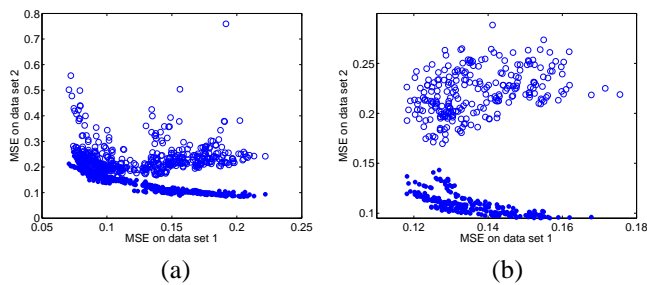 0.8
0.7
0.6
0.5
0.4
0.3
0.2
0.1
0
MSE on data set 2
0.05 0.1 0.15 0.2 0.25
MSE on data set 1
(a)
0.25
0.2
0.15
0.1
MSE on data set 2
0.12 0.14 0.16 0.18
MSE on data set 1
(b)